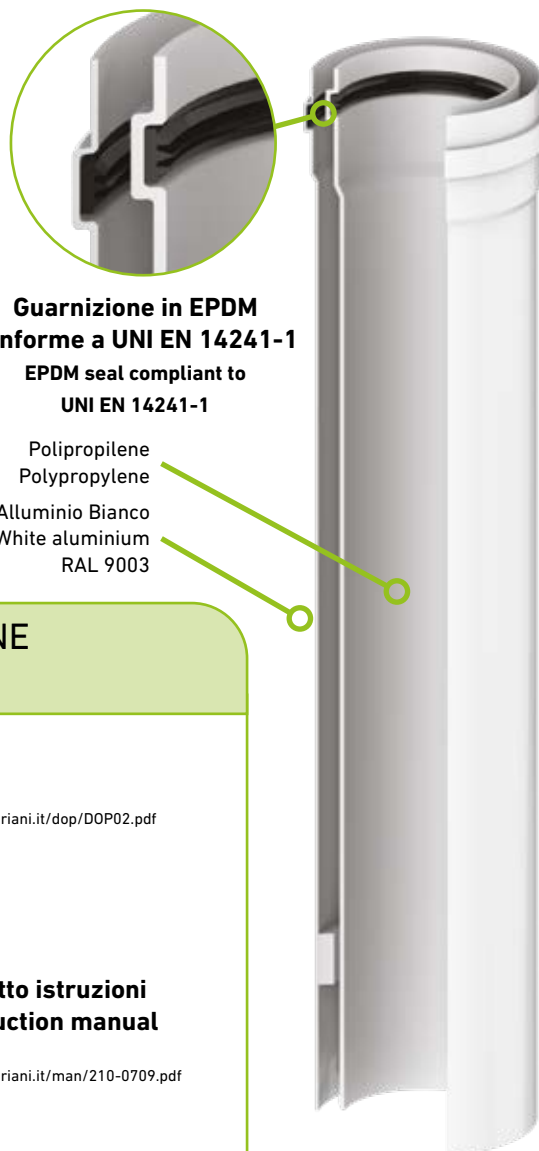 Guarnizione in EPDM
nforme a UNI EN 14241-1
EPDM seal compliant to
UNI EN 14241-1
Polipropilene
Polypropylene
Alluminio Bianco
White aluminium
RAL 9003
NE
riani.it/dop/DOP02.pdf
tto istruzioni
uction manual
riani.it/man/210-0709.pdf